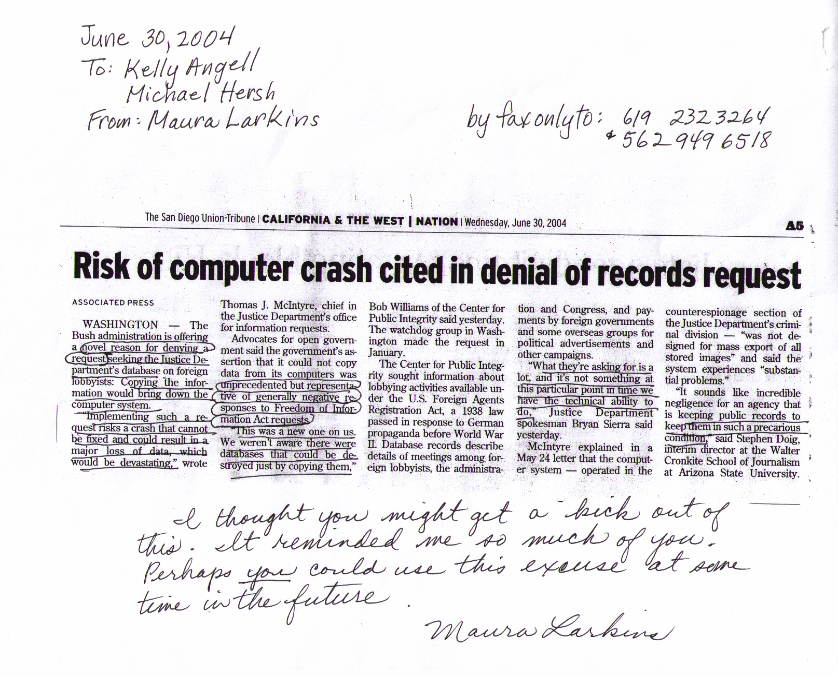 June 30, 2004
To: Kelly Angell
Michael Hersh
From: Maura Larkins
by fax only to: 619 232 3264
& 562 949 6518
The San Diego Union-Tribune | CALIFORNIA & THE WEST | NATION | Wednesday, June 30, 2004
A5
Risk of computer crash cited in denial of records request
ASSOCIATED PRESS
WASHINGTON — The
Bush administration is offering
a novel reason for denying a
request seeking the Justice De-
partment's database on foreign
lobbyists: Copying the infor-
mation would bring down the
computer system.
"Implementing such a re-
quest risks a crash that cannot
be fixed and could result in a
major loss of data, which
would be devastating," wrote
Thomas J. McIntyre, chief in
the Justice Department's office
for information requests.
Advocates for open govern-
ment said the government's as-
sertion that it could not copy
data from its computers was
unprecedented but representa-
tive of generally negative re-
sponses to Freedom of Infor-
mation Act requests.
"This was a new one on us.
We weren't aware there were
databases that could be de-
stroyed just by copying them,"
Bob Williams of the Center for
Public Integrity said yesterday.
The watchdog group in Wash-
ington made the request in
January.
The Center for Public Integ-
rity sought information about
lobbying activities available un-
der the U.S. Foreign Agents
Registration Act, a 1938 law
passed in response to German
propaganda before World War
II. Database records describe
details of meetings among for-
eign lobbyists, the administra-
tion and Congress, and pay-
ments by foreign governments
and some overseas groups for
political advertisements and
other campaigns.
"What they're asking for is a
lot, and it's not something at
this particular point in time we
have the technical ability to
do," Justice Department
spokesman Bryan Sierra said
yesterday.
McIntyre explained in a
May 24 letter that the comput-
er system — operated in the
counterespionage section of
the Justice Department's crimi-
nal division — "was not de-
signed for mass export of all
stored images" and said the
system experiences "substan-
tial problems."
"It sounds like incredible
negligence for an agency that
is keeping public records to
keep them in such a precarious
condition," said Stephen Doig,
interim director at the Walter
Cronkite School of Journalism
at Arizona State University.
I thought you might get a kick out of
this. It reminded me so much of you.
Perhaps you could use this excuse at some
time in the future.
Maura Larkins